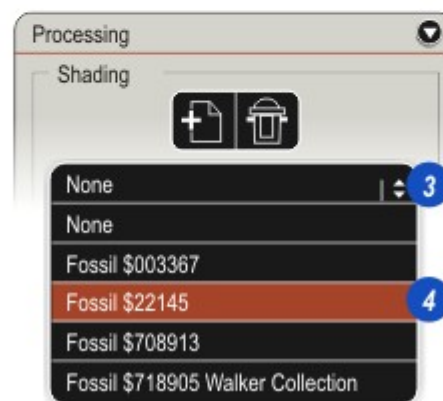 Processing
Shading
None
3
None
Fossil $003367
Fossil $22145
4
Fossil $708913
Fossil $718905 Walker Collection